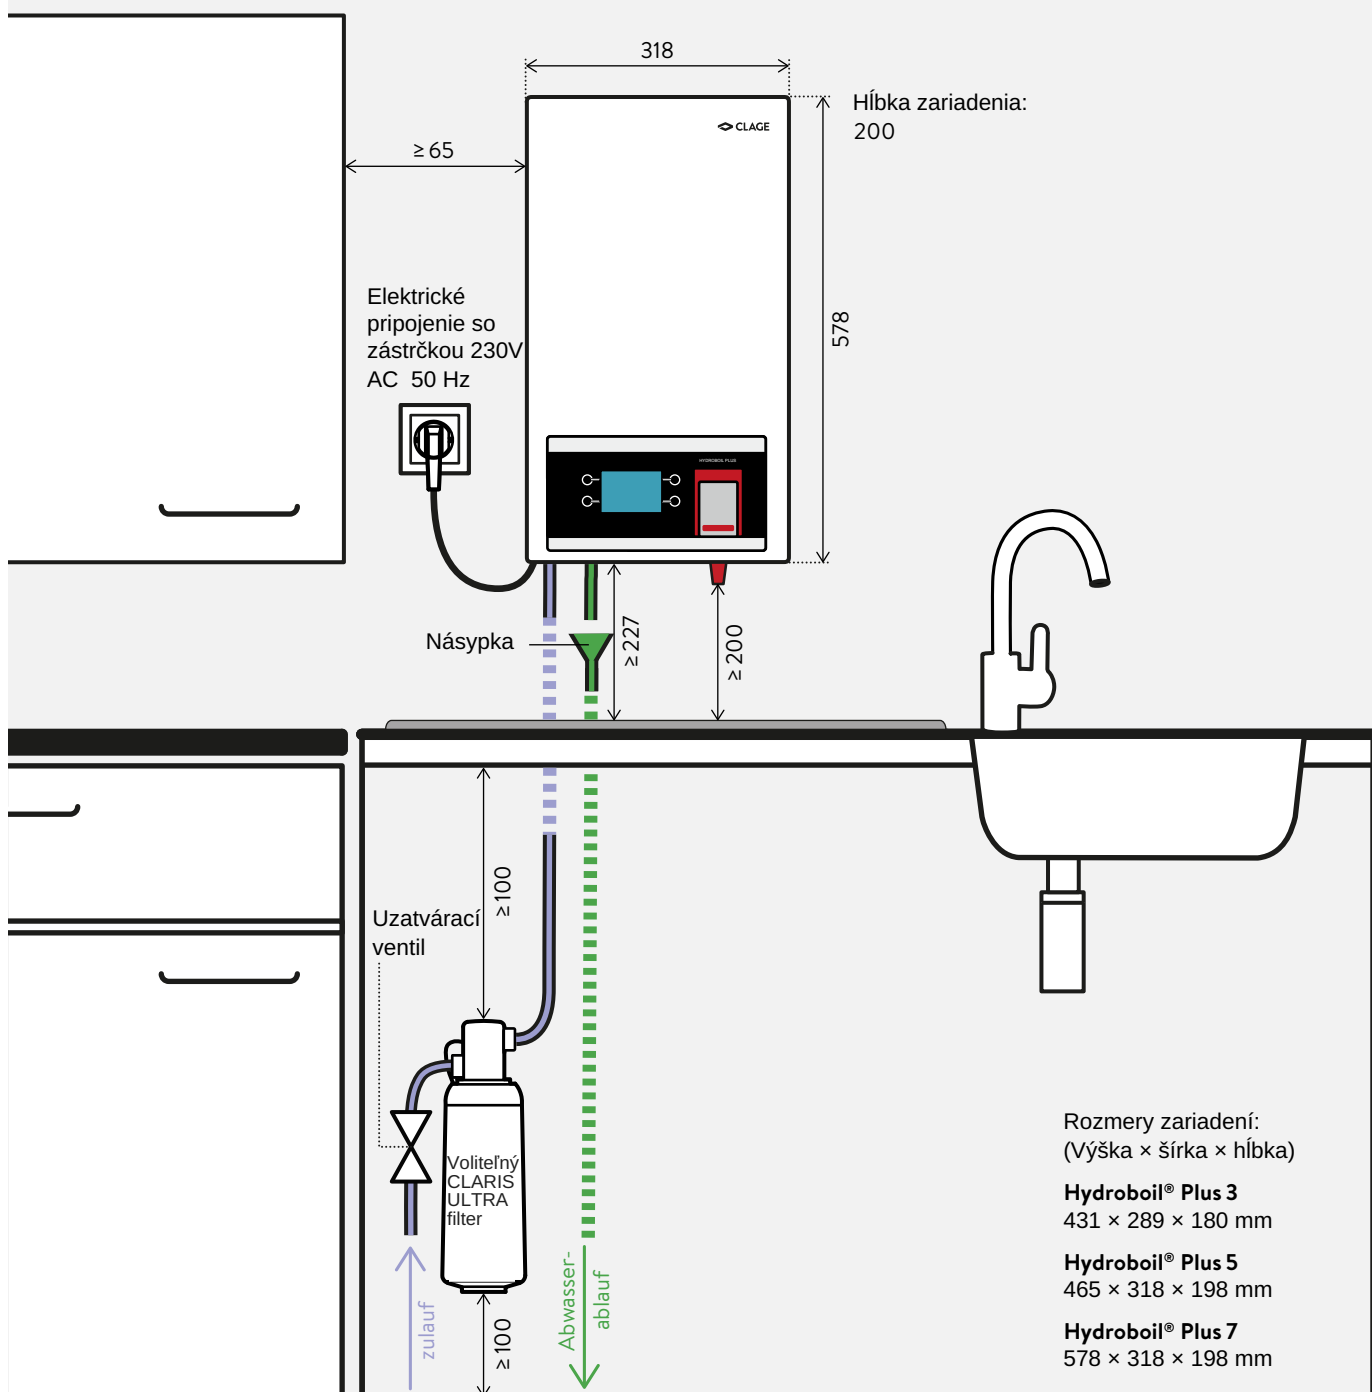 318
Hĺbka zariadenia:
200
CLAGE
≥ 65
578
Elektrické
pripojenie so
zástrčkou 230V
AC 50 Hz
HYDROBOIL PLUS
Násypka
≥ 227
≥ 200
≥ 100
Uzatvárací
ventil
Voliteľný
CLARIS
ULTRA
filter
zulauf
≥ 100
Abwasser-
ablauf
Rozmery zariadení:
(Výška × šírka × hĺbka)
Hydroboil® Plus 3
431 × 289 × 180 mm
Hydroboil® Plus 5
465 × 318 × 198 mm
Hydroboil® Plus 7
578 × 318 × 198 mm